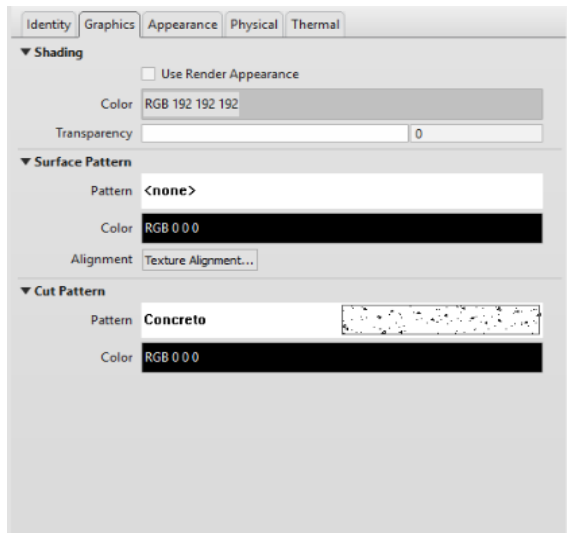 Identity Graphics Appearance Physical Thermal
Shading
Use Render Appearance
Color RGB 192 192 192
Transparency 0
Surface Pattern
Pattern <none>
Color RGB 0 0 0
Alignment Texture Alignment...
Cut Pattern
Pattern Concreto
Color RGB 0 0 0